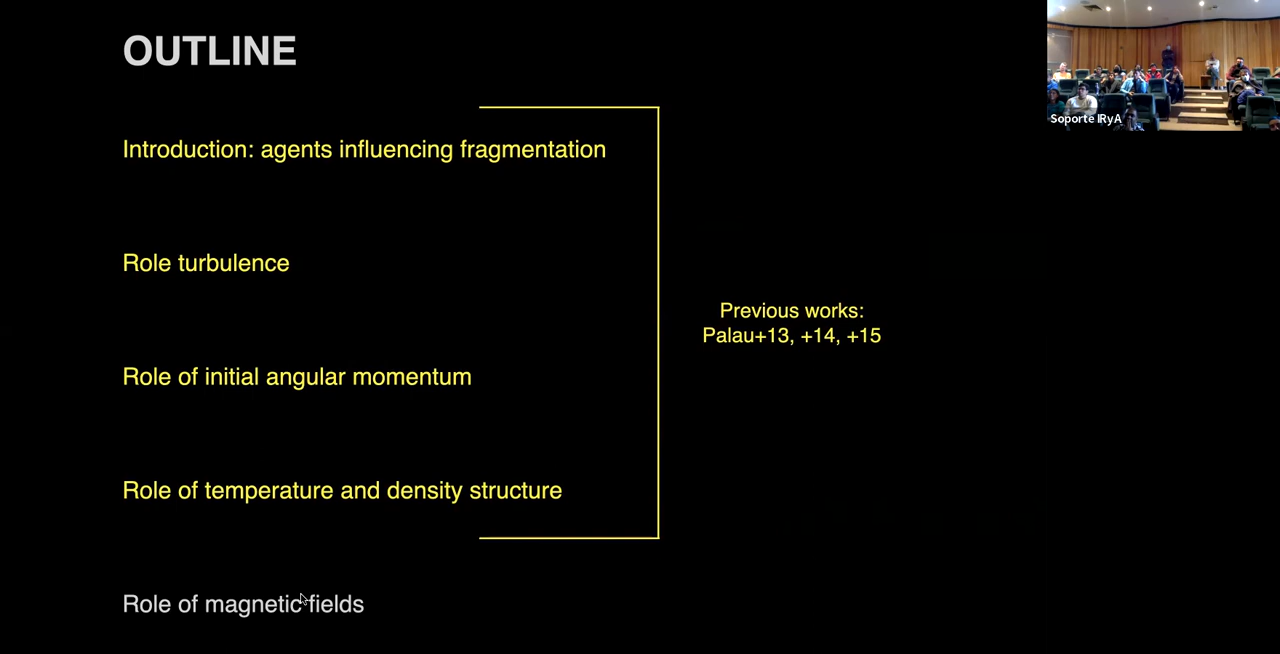 OUTLINE
Soporte IRyA
Introduction: agents influencing fragmentation
Role turbulence
Previous works:
Palau+13, +14, +15
Role of initial angular momentum
Role of temperature and density structure
Role of magnetic fields